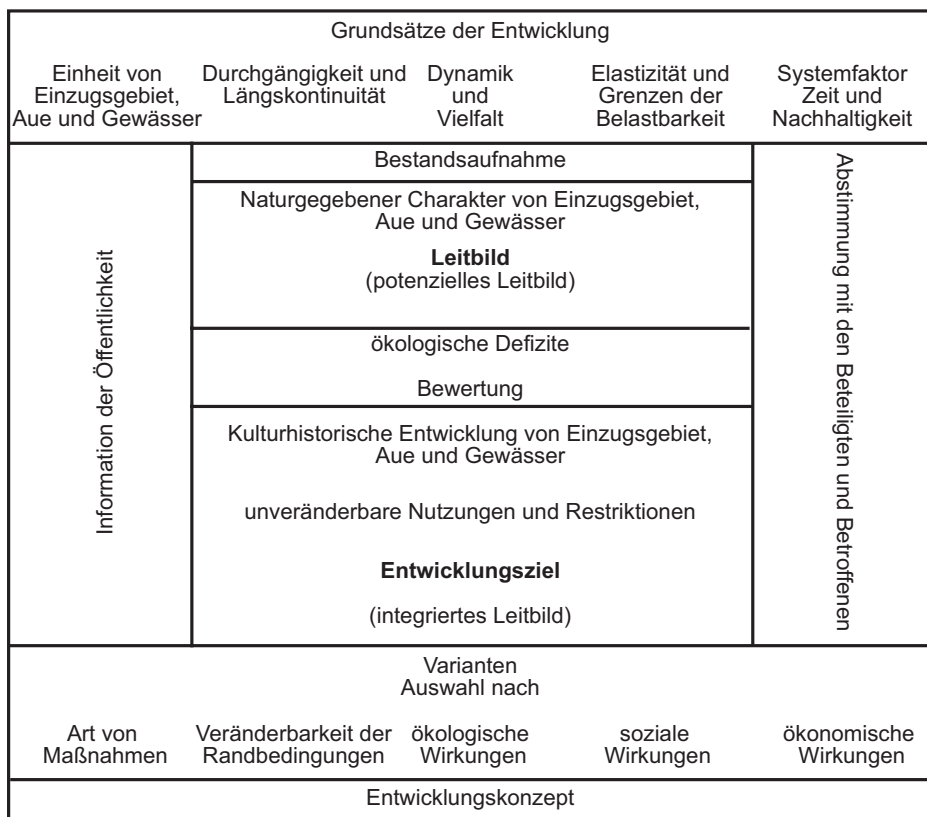 Grundsätze der Entwicklung
Einheit von
Einzugsgebiet,
Aue und Gewässer
Durchgängigkeit und
Längskontinuität
Dynamik
und
Vielfalt
Elastizität und
Grenzen der
Belastbarkeit
Systemfaktor
Zeit und
Nachhaltigkeit
Information der Öffentlichkeit
Bestandsaufnahme
Naturgegebener Charakter von Einzugsgebiet,
Aue und Gewässer
Leitbild
(potenzielles Leitbild)
ökologische Defizite
Bewertung
Kulturhistorische Entwicklung von Einzugsgebiet,
Aue und Gewässer
unveränderbare Nutzungen und Restriktionen
Entwicklungsziel
(integriertes Leitbild)
Abstimmung mit den Beteiligten und Betroffenen
Varianten
Auswahl nach
Art von
Maßnahmen
Veränderbarkeit der
Randbedingungen
ökologische
Wirkungen
soziale
Wirkungen
ökonomische
Wirkungen
Entwicklungskonzept